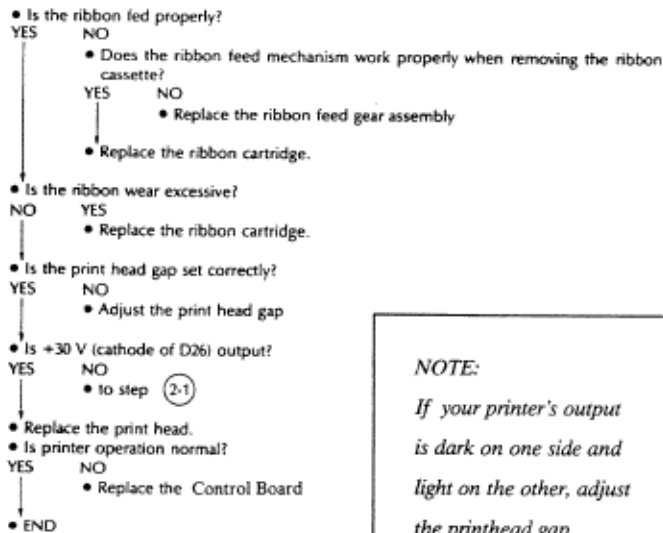 • Is the ribbon fed properly?
YES NO
• Does the ribbon feed mechanism work properly when removing the ribbon
cassette?
YES NO
• Replace the ribbon feed gear assembly
• Replace the ribbon cartridge.
• Is the ribbon wear excessive?
NO YES
• Replace the ribbon cartridge.
• Is the print head gap set correctly?
YES NO
• Adjust the print head gap
• Is +30 V (cathode of D26) output?
YES NO
• to step 2-1
• Replace the print head.
• Is printer operation normal?
YES NO
• Replace the Control Board
• END
NOTE:
If your printer's output
is dark on one side and
light on the other, adjust
the printhead gap